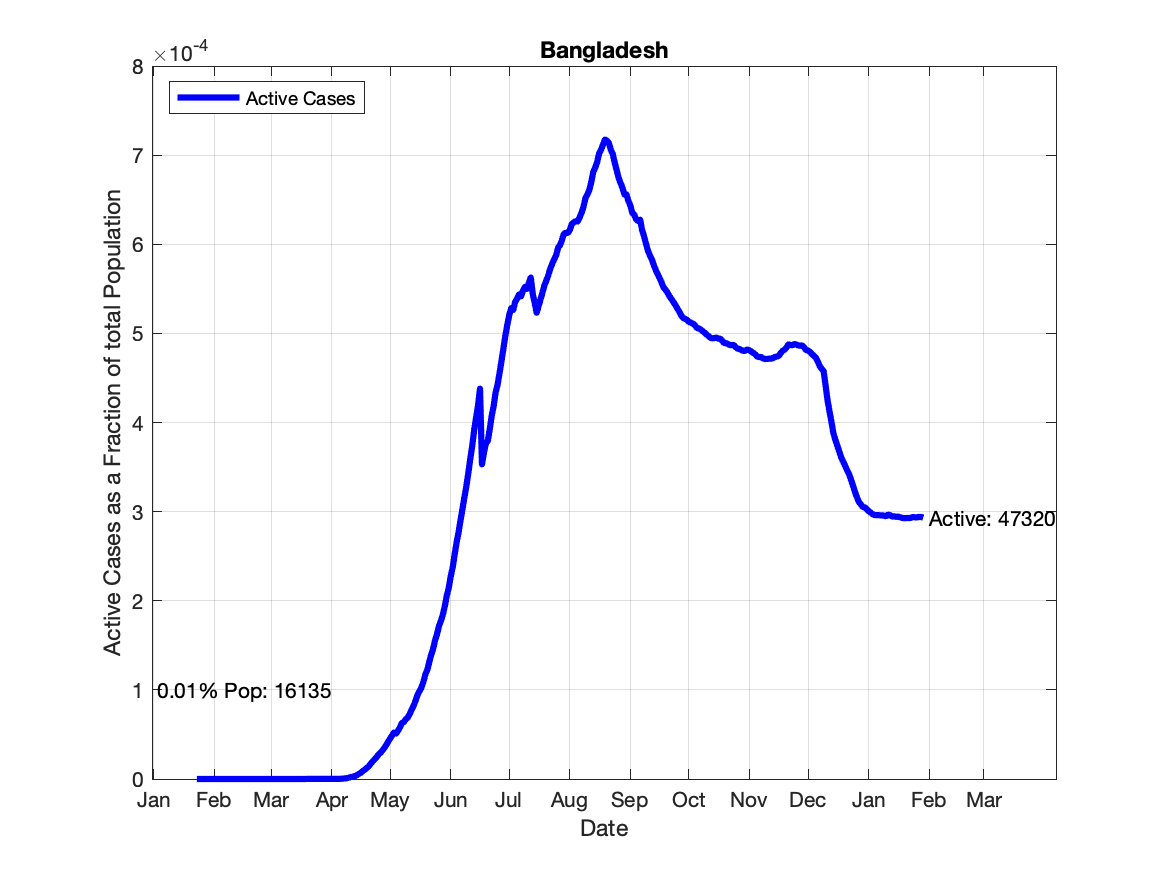 Bangladesh
×10-4
Active Cases
8
7
6
5
4
3
2
1
0
Active Cases as a Fraction of total Population
0.01% Pop: 16135
Active: 47320
Jan Feb Mar Apr May Jun Jul Aug Sep Oct Nov Dec Jan Feb Mar
Date